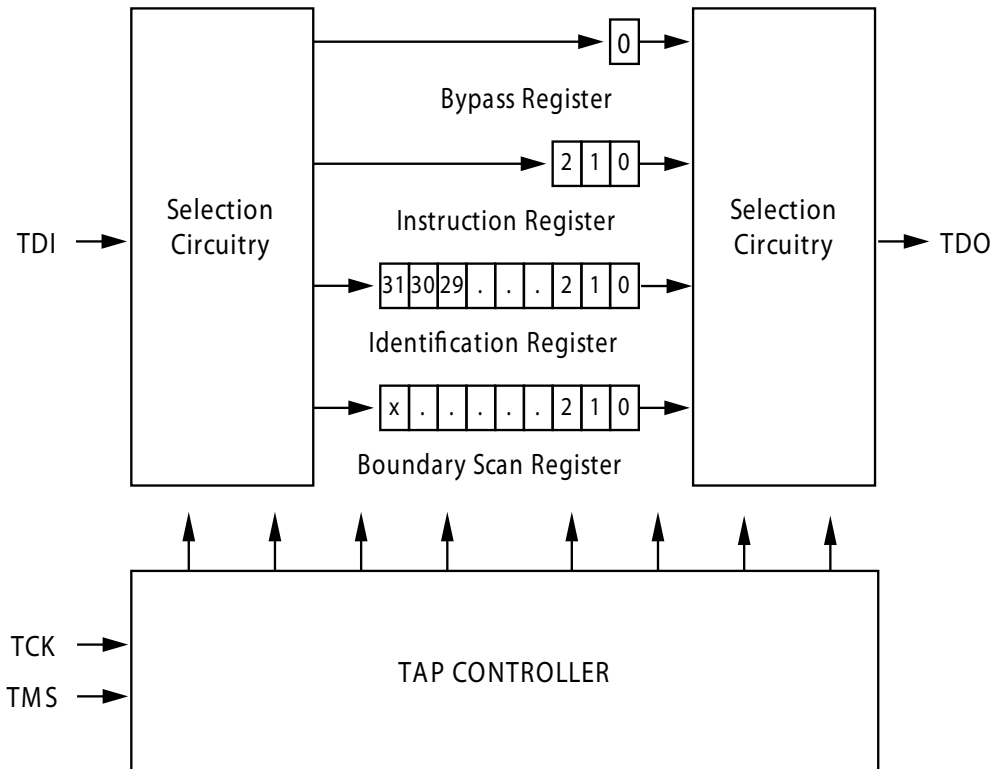 0
Bypass Register
2 1 0
Instruction Register
Selection
Circuitry
Selection
Circuitry
TDI
TDO
31 30 29 . . . 2 1 0
Identification Register
x . . . . . 2 1 0
Boundary Scan Register
TCK
TMS
TAP CONTROLLER